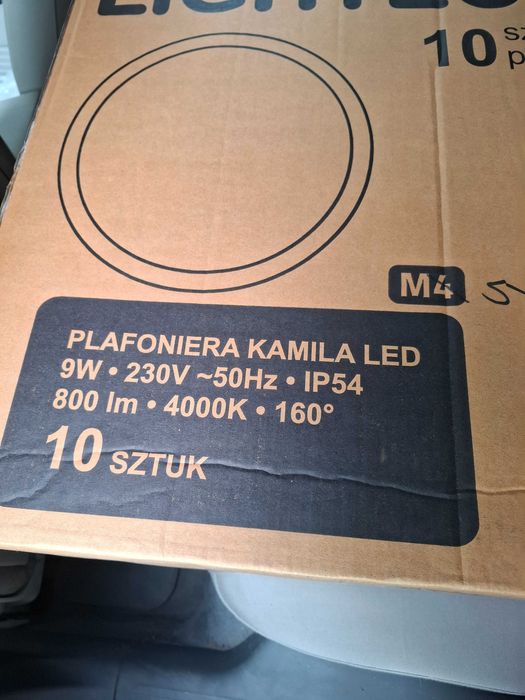 10
M4
PLAFONIERA KAMILA LED
9W • 230V ~50Hz • IP54
800 lm • 4000K • 160°
10 SZTUK